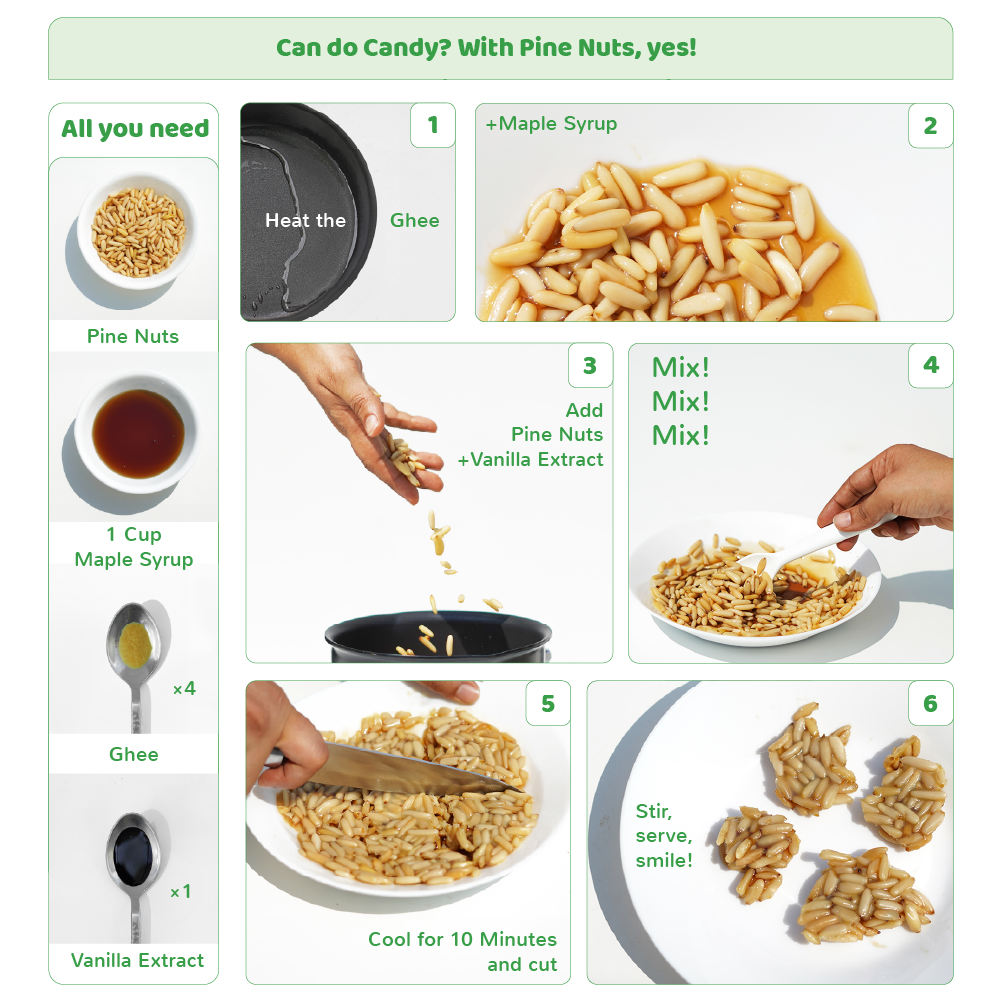 Can do Candy? With Pine Nuts, yes!
All you need
Pine Nuts
1 Cup
Maple Syrup
×4
Ghee
×1
Vanilla Extract
1
Heat the Ghee
2
+Maple Syrup
3
Add
Pine Nuts
+Vanilla Extract
4
Mix!
Mix!
Mix!
5
Cool for 10 Minutes
and cut
6
Stir,
serve,
smile!